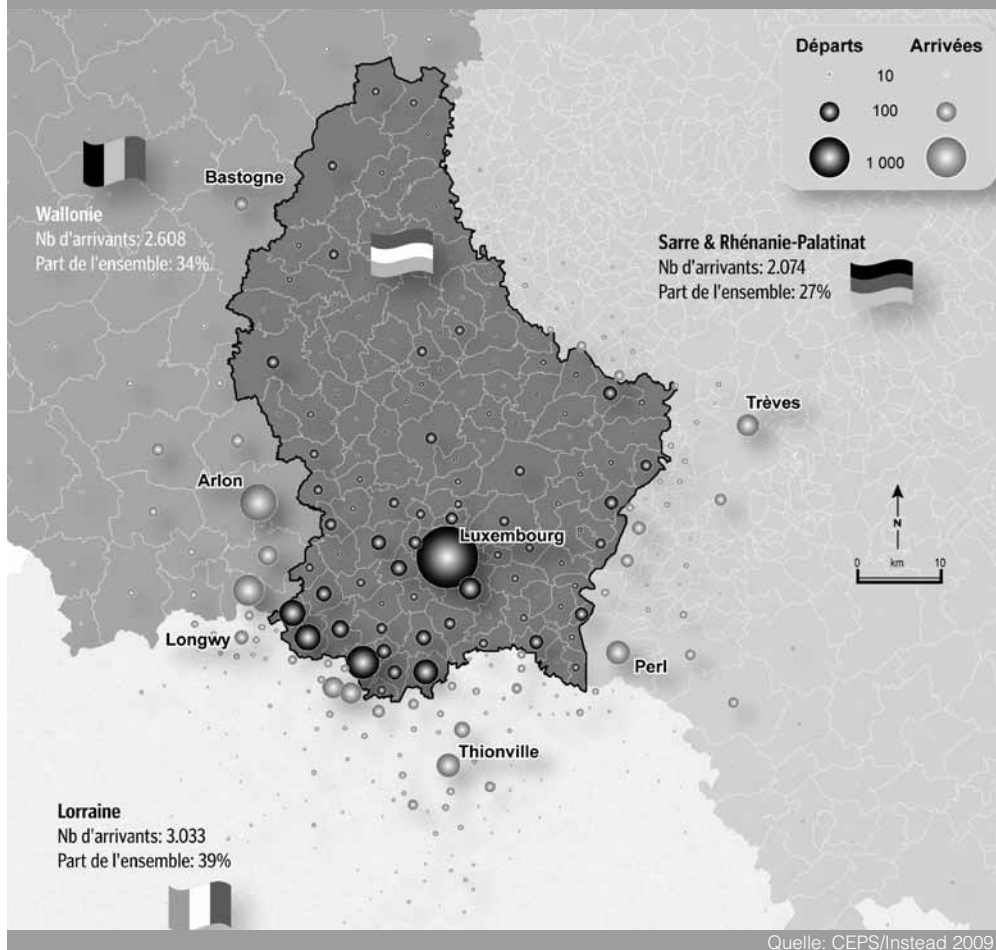 Départs Arrivées
10
100
1 000
Bastogne
Wallonie
Nb d'arrivants: 2.608
Part de l'ensemble: 34%
Sarre & Rhénanie-Palatinat
Nb d'arrivants: 2.074
Part de l'ensemble: 27%
Trèves
Arlon
N
Luxembourg
0 km 10
Longwy
Perl
Thionville
Lorraine
Nb d'arrivants: 3.033
Part de l'ensemble: 39%
Quelle: CEPS/Instead 2009